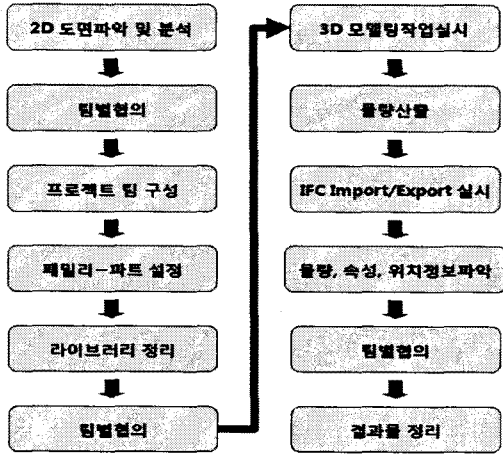 2D 도면파악 및 분석
팀별협의
프로젝트 팀 구성
패밀리-파트 설정
라이브러리 정리
팀별협의
3D 모델링작업실시
물량산출
IFC Import/Export 실시
물량, 속성, 위치정보파악
팀별협의
결과물 정리